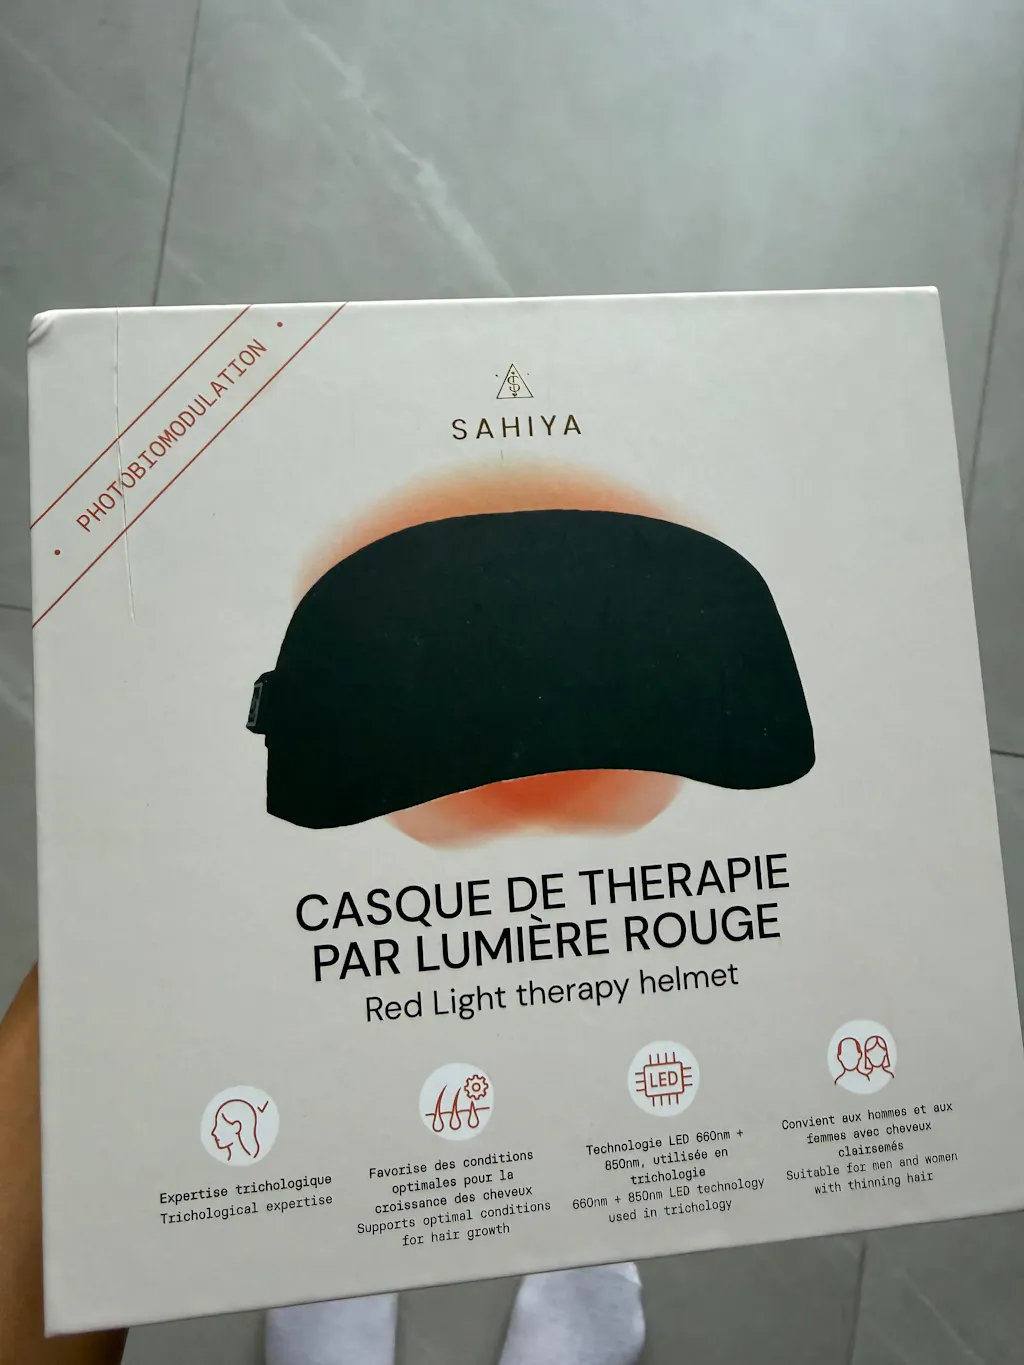 • PHOTOBIOMODULATION •
SAHIYA
CASQUE DE THERAPIE
PAR LUMIÈRE ROUGE
Red Light therapy helmet
Expertise trichologique
Trichological expertise
Favorise des conditions
optimales pour la
croissance des cheveux
Supports optimal conditions
for hair growth
LED
Technologie LED 660nm +
850nm, utilisée en
trichologie
660nm + 850nm LED technology
used in trichology
Convient aux hommes et aux
femmes avec cheveux
clairsemés
Suitable for men and women
with thinning hair